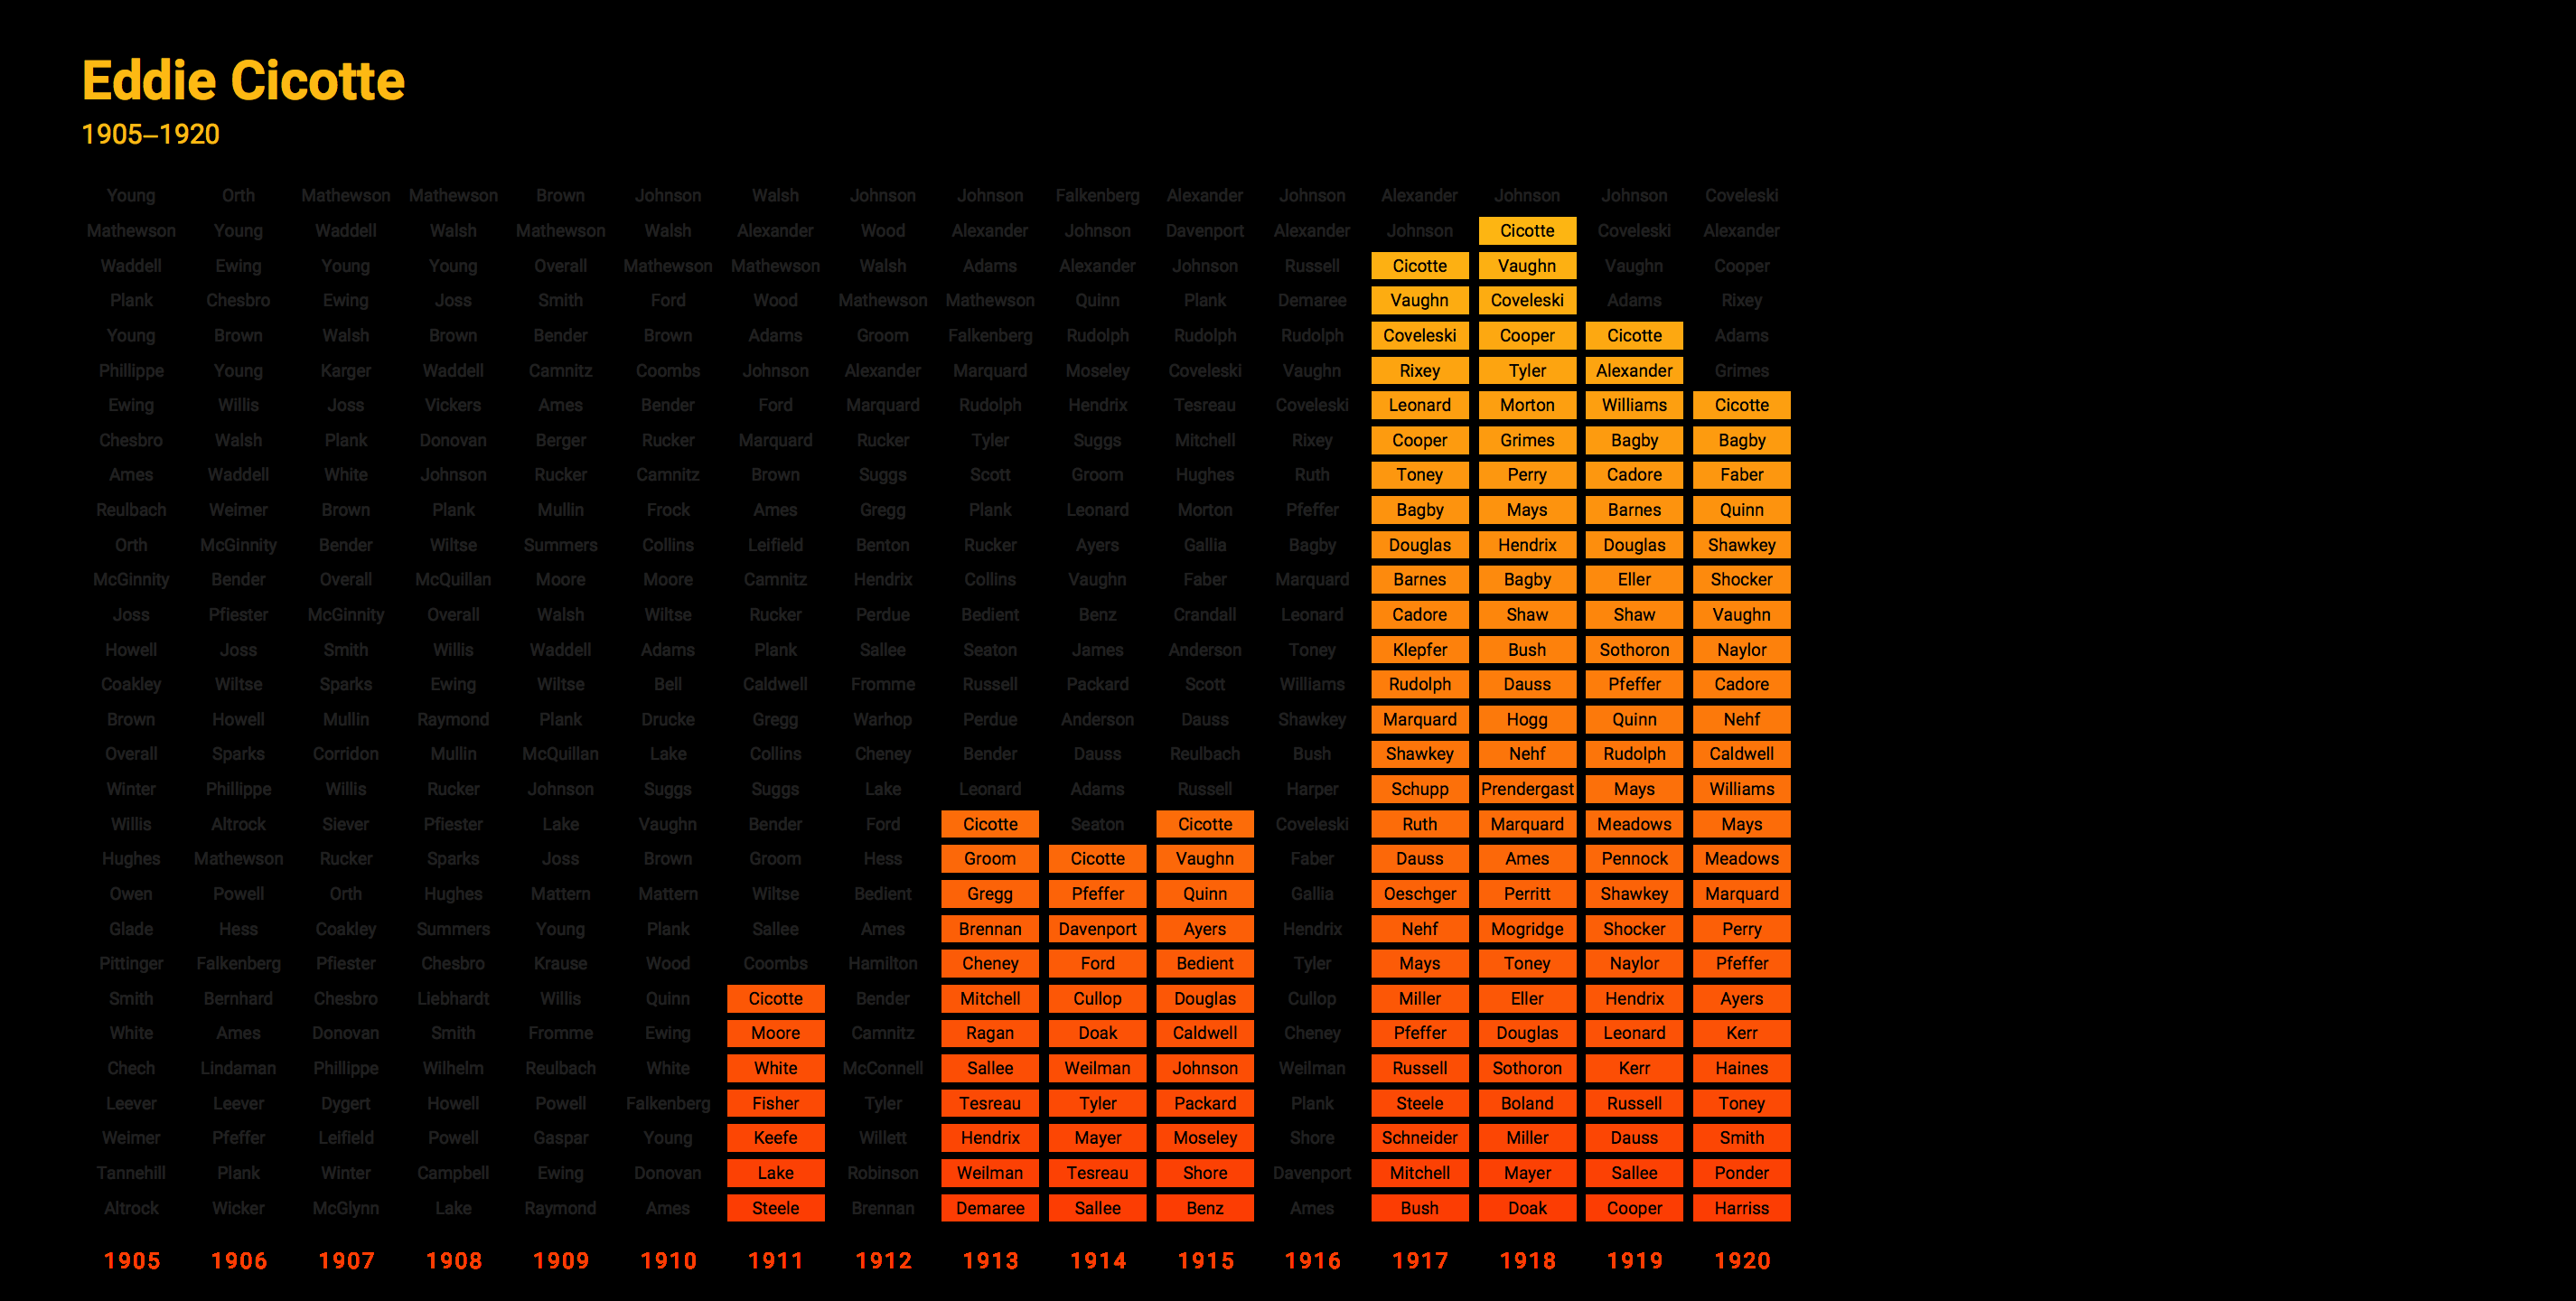 Eddie Cicotte
1905–1920
Young Orth Mathewson Mathewson Brown Johnson Walsh Johnson Johnson Falkenberg Alexander Johnson Alexander Johnson Johnson Coveleski
Mathewson Young Waddell Walsh Mathewson Walsh Alexander Wood Alexander Johnson Davenport Alexander Johnson Cicotte Coveleski Alexander
Waddell Ewing Young Young Overall Mathewson Mathewson Walsh Adams Alexander Johnson Russell Cicotte Vaughn Vaughn Cooper
Plank Chesbro Ewing Joss Smith Ford Wood Mathewson Mathewson Quinn Plank Demaree Vaughn Coveleski Adams Rixey
Young Brown Walsh Brown Bender Brown Adams Groom Falkenberg Rudolph Rudolph Rudolph Coveleski Cooper Cicotte Adams
Phillippe Young Karger Waddell Camnitz Coombs Johnson Alexander Marquard Moseley Coveleski Vaughn Rixey Tyler Alexander Grimes
Ewing Willis Joss Vickers Ames Bender Ford Marquard Rudolph Hendrix Tesreau Coveleski Leonard Morton Williams Cicotte
Chesbro Walsh Plank Donovan Berger Rucker Marquard Rucker Tyler Suggs Mitchell Rixey Cooper Grimes Bagby Bagby
Ames Waddell White Johnson Rucker Camnitz Brown Suggs Scott Groom Hughes Ruth Toney Perry Cadore Faber
Reulbach Weimer Brown Plank Mullin Frock Ames Gregg Plank Leonard Morton Pfeffer Bagby Mays Barnes Quinn
Orth McGinnity Bender Wiltse Summers Collins Leifield Benton Rucker Ayers Gallia Bagby Douglas Hendrix Douglas Shawkey
McGinnity Bender Overall McQuillan Moore Moore Camnitz Hendrix Collins Vaughn Faber Marquard Barnes Bagby Eller Shocker
Joss Pfiester McGinnity Overall Walsh Wiltse Rucker Perdue Bedient Benz Crandall Leonard Cadore Shaw Shaw Vaughn
Howell Joss Smith Willis Waddell Adams Plank Sallee Seaton James Anderson Toney Klepfer Bush Sothoron Naylor
Coakley Wiltse Sparks Ewing Wiltse Bell Caldwell Fromme Russell Packard Scott Williams Rudolph Dauss Pfeffer Cadore
Brown Howell Mullin Raymond Plank Drucke Gregg Warhop Perdue Anderson Dauss Shawkey Marquard Hogg Quinn Nehf
Overall Sparks Corridon Mullin McQuillan Lake Collins Cheney Bender Dauss Reulbach Bush Shawkey Nehf Rudolph Caldwell
Winter Phillippe Willis Rucker Johnson Suggs Suggs Lake Leonard Adams Russell Harper Schupp Prendergast Mays Williams
Willis Altrock Siever Pfiester Lake Vaughn Bender Ford Cicotte Seaton Cicotte Coveleski Ruth Marquard Meadows Mays
Hughes Mathewson Rucker Sparks Joss Brown Groom Hess Groom Cicotte Vaughn Faber Dauss Ames Pennock Meadows
Owen Powell Orth Hughes Mattern Mattern Wiltse Bedient Gregg Pfeffer Quinn Gallia Oeschger Perritt Shawkey Marquard
Glade Hess Coakley Summers Young Plank Sallee Ames Brennan Davenport Ayers Hendrix Nehf Mogridge Shocker Perry
Pittinger Falkenberg Pfiester Chesbro Krause Wood Coombs Hamilton Cheney Ford Bedient Tyler Mays Toney Naylor Pfeffer
Smith Bernhard Chesbro Liebhardt Willis Quinn Cicotte Bender Mitchell Cullop Douglas Cullop Miller Eller Hendrix Ayers
White Ames Donovan Smith Fromme Ewing Moore Camnitz Ragan Doak Caldwell Cheney Pfeffer Douglas Leonard Kerr
Chech Lindaman Phillippe Wilhelm Reulbach White White McConnell Sallee Weilman Johnson Weilman Russell Sothoron Kerr Haines
Leever Leever Dygert Howell Powell Falkenberg Fisher Tyler Tesreau Tyler Packard Plank Steele Boland Russell Toney
Weimer Pfeffer Leifield Powell Gaspar Young Keefe Willett Hendrix Mayer Moseley Shore Schneider Miller Dauss Smith
Tannehill Plank Winter Campbell Ewing Donovan Lake Robinson Weilman Tesreau Shore Davenport Mitchell Mayer Sallee Ponder
Altrock Wicker McGlynn Lake Raymond Ames Steele Brennan Demaree Sallee Benz Ames Bush Doak Cooper Harriss
1905 1906 1907 1908 1909 1910 1911 1912 1913 1914 1915 1916 1917 1918 1919 1920